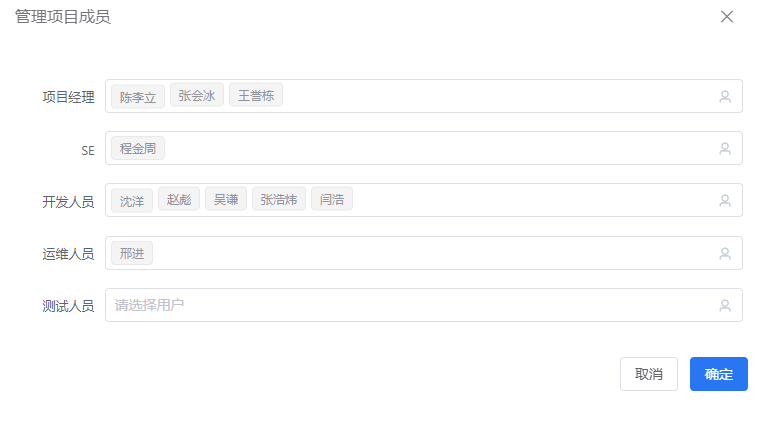 管理项目成员
项目经理 陈李立 张会冰 王誉栋
SE 程金周
开发人员 沈洋 赵彪 吴谦 张浩炜 闫浩
运维人员 邢进
测试人员 请选择用户
取消 确定